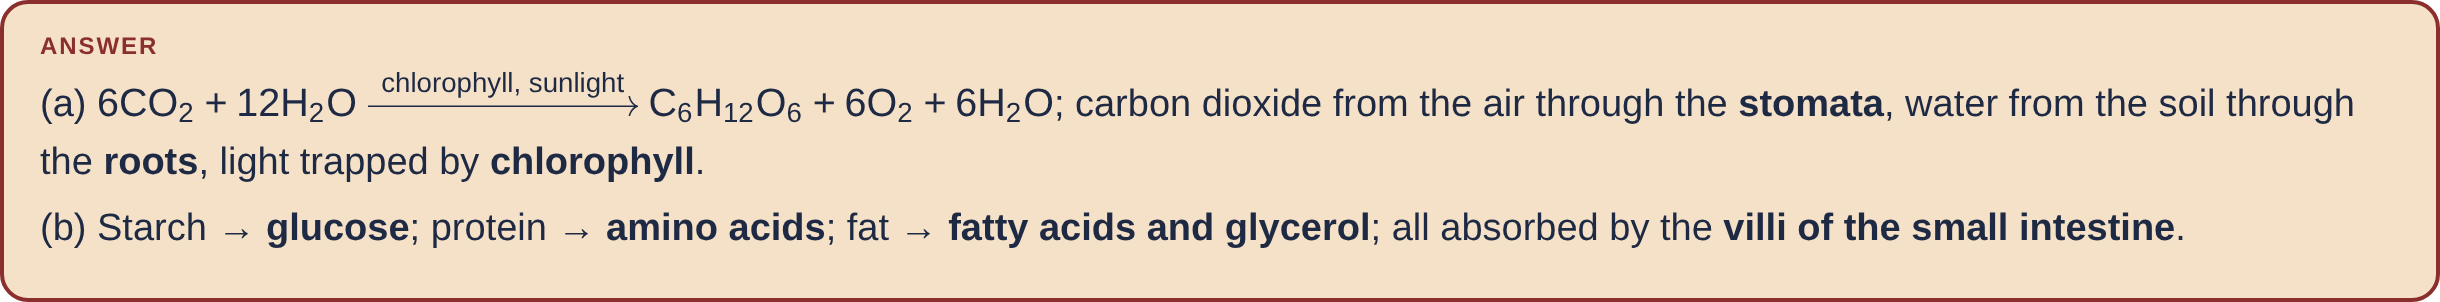 ANSWER
(a) 6CO₂ + 12H₂O chlorophyll, sunlight → C₆H₁₂O₆ + 6O₂ + 6H₂O; carbon dioxide from the air through the stomata, water from the soil through
the roots, light trapped by chlorophyll.
(b) Starch → glucose; protein → amino acids; fat → fatty acids and glycerol; all absorbed by the villi of the small intestine.